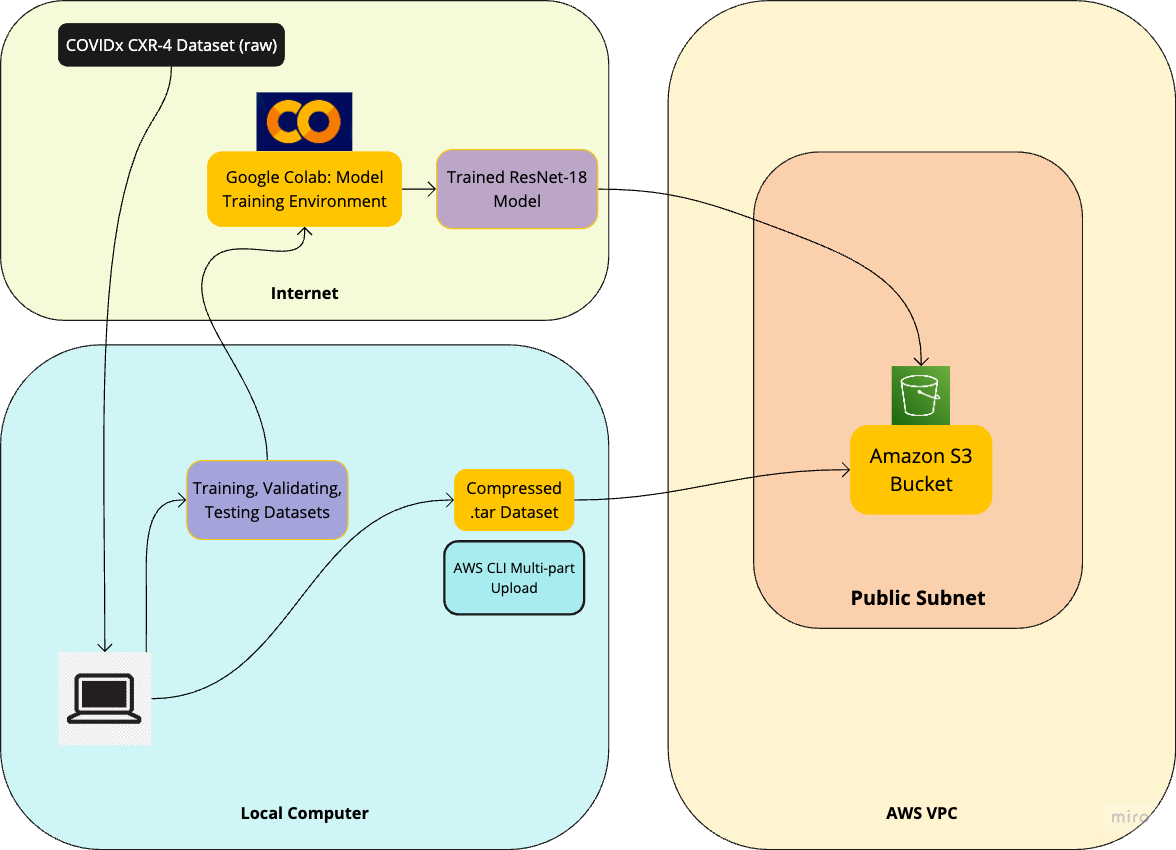 COVIDx CXR-4 Dataset (raw)
CO
Google Colab: Model
Training Environment
Trained ResNet-18
Model
Internet
Training, Validating,
Testing Datasets
Compressed
.tar Dataset
AWS CLI Multi-part
Upload
Local Computer
Amazon S3
Bucket
Public Subnet
AWS VPC
miro